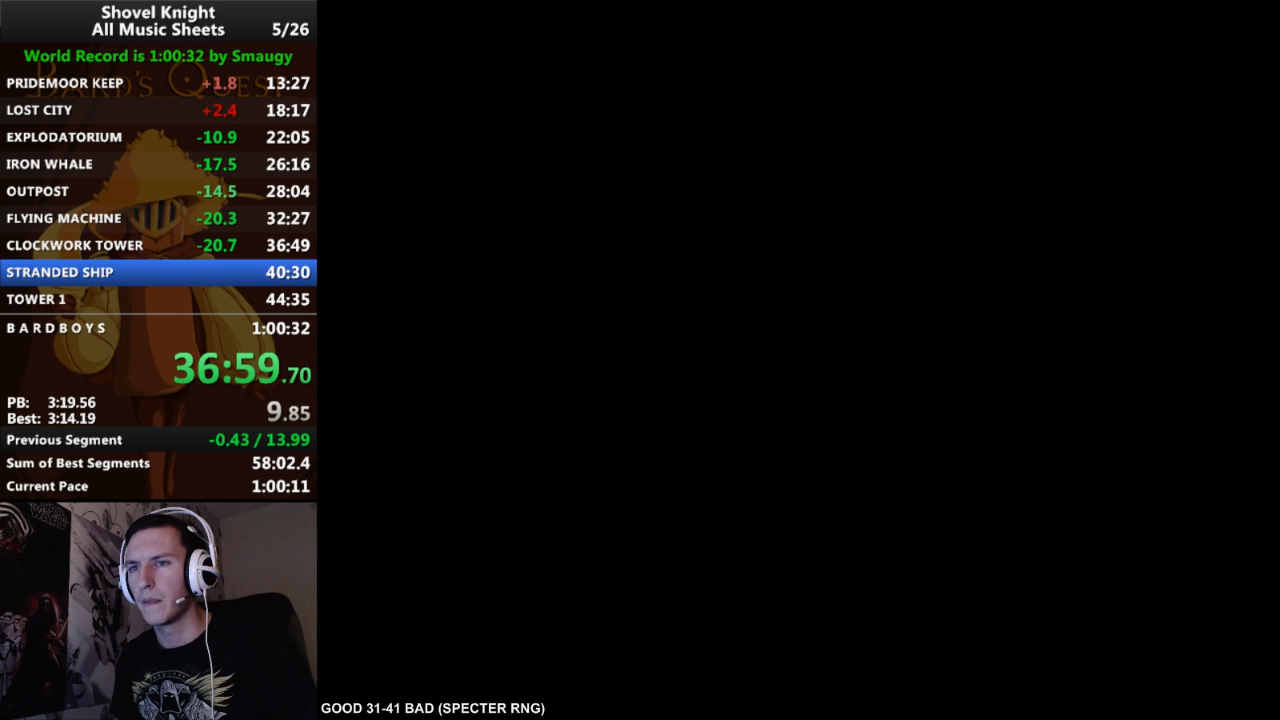 Shovel Knight
All Music Sheets 5/26
World Record is 1:00:32 by Smaugy
BARD'S QUEST
PRIDEMOOR KEEP +1.8 13:27
LOST CITY +2.4 18:17
EXPLODATORIUM -10.9 22:05
IRON WHALE -17.5 26:16
OUTPOST -14.5 28:04
FLYING MACHINE -20.3 32:27
CLOCKWORK TOWER -20.7 36:49
STRANDED SHIP 40:30
TOWER 1 44:35
B A R D B O Y S 1:00:32
36:59.70
PB: 3:19.56
Best: 3:14.19
9.85
Previous Segment -0.43 / 13.99
Sum of Best Segments 58:02.4
Current Pace 1:00:11
STAR WARS
GOOD 31-41 BAD (SPECTER RNG)